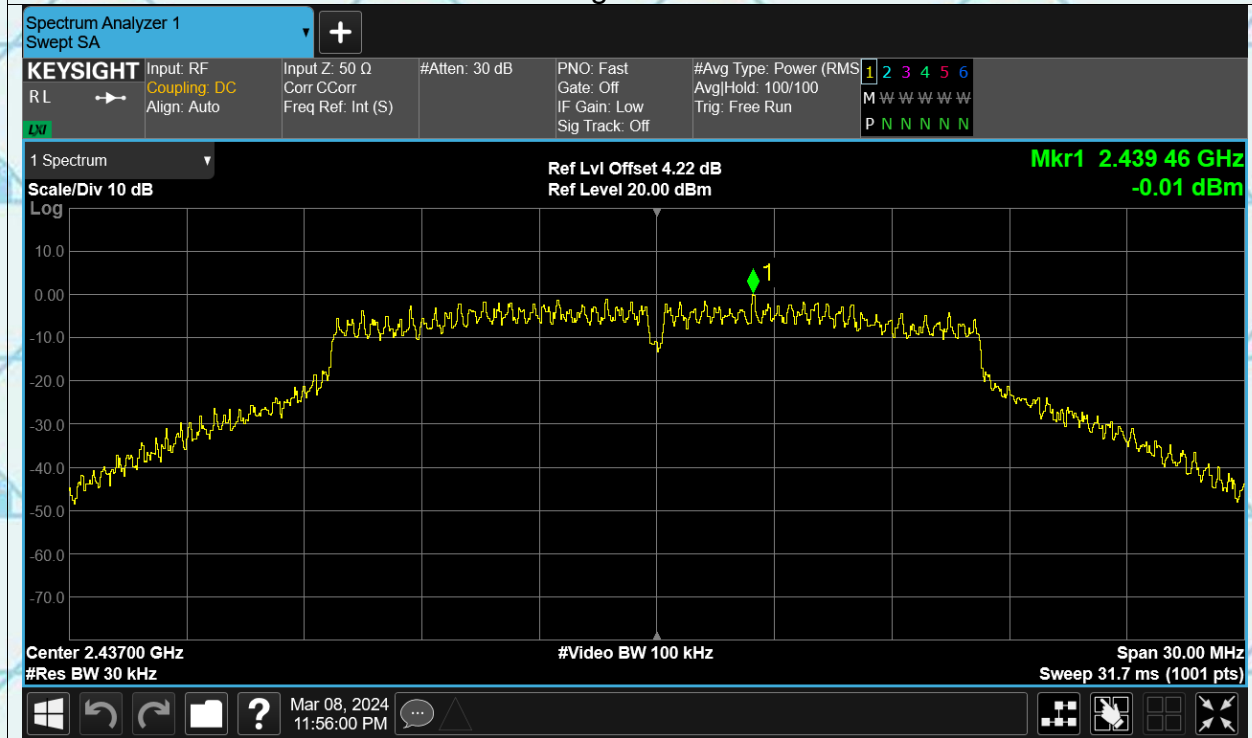 Spectrum Analyzer 1
Swept SA
+
KEYSIGHT
RL
LXI
Input: RF
Coupling: DC
Align: Auto
Input Z: 50 Ω
Corr CCorr
Freq Ref: Int (S)
#Atten: 30 dB
PNO: Fast
Gate: Off
IF Gain: Low
Sig Track: Off
#Avg Type: Power (RMS
Avg|Hold: 100/100
Trig: Free Run
1 2 3 4 5 6
M W W W W W
P N N N N N
1 Spectrum
Scale/Div 10 dB
Ref Lvl Offset 4.22 dB
Ref Level 20.00 dBm
Mkr1 2.439 46 GHz
-0.01 dBm
Log
10.0
0.00
-10.0
-20.0
-30.0
-40.0
-50.0
-60.0
-70.0
1
Center 2.43700 GHz
#Res BW 30 kHz
#Video BW 100 kHz
Span 30.00 MHz
Sweep 31.7 ms (1001 pts)
?
Mar 08, 2024
11:56:00 PM